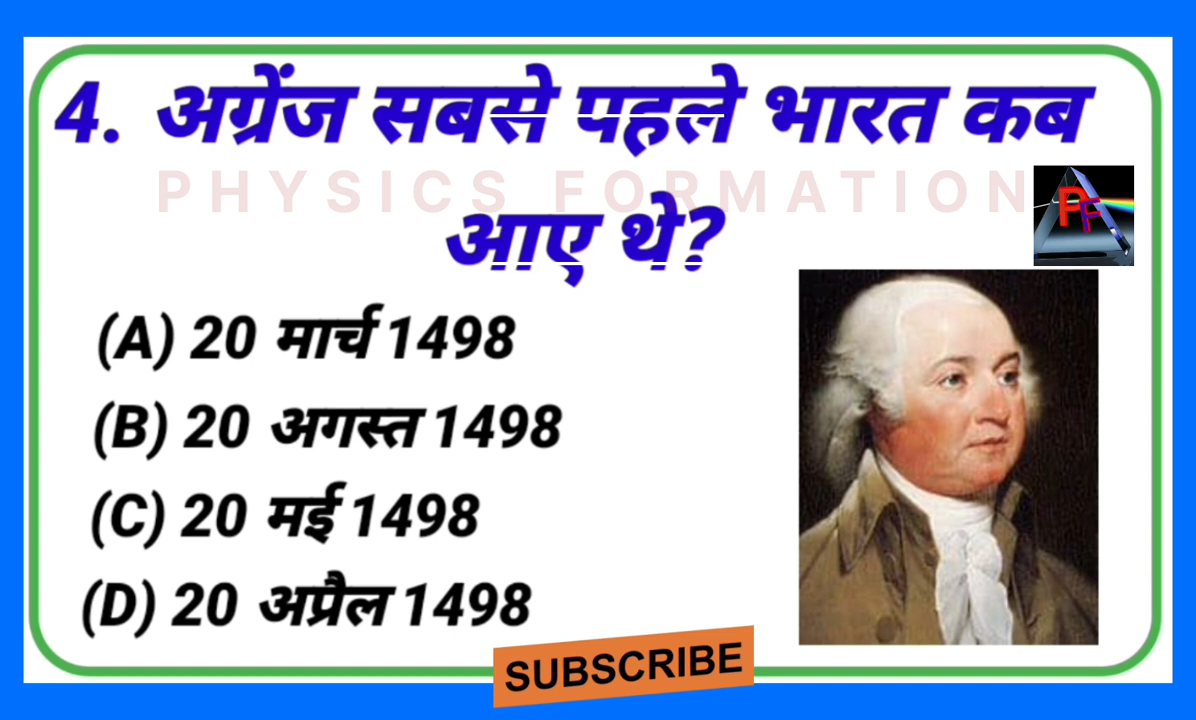 4. अग्रेंज सबसे पहले भारत कब
PHYSICS FORMATION
आए थे?
PF
(A) 20 मार्च 1498
(B) 20 अगस्त 1498
(C) 20 मई 1498
(D) 20 अप्रैल 1498
SUBSCRIBE